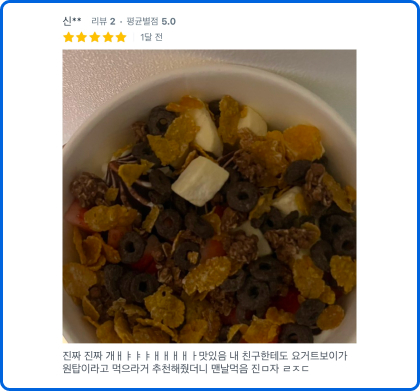 신** 리뷰 2 · 평균별점 5.0
★★★★★ 1달 전
진짜 진짜 개ㅐㅑㅑㅑㅐㅐㅐㅐㅑ맛있음 내 친구한테도 요거트보이가
원탑이라고 먹으라거 추천해줬더니 맨날먹음 진ㅁ자 ㄹㅈㄷ